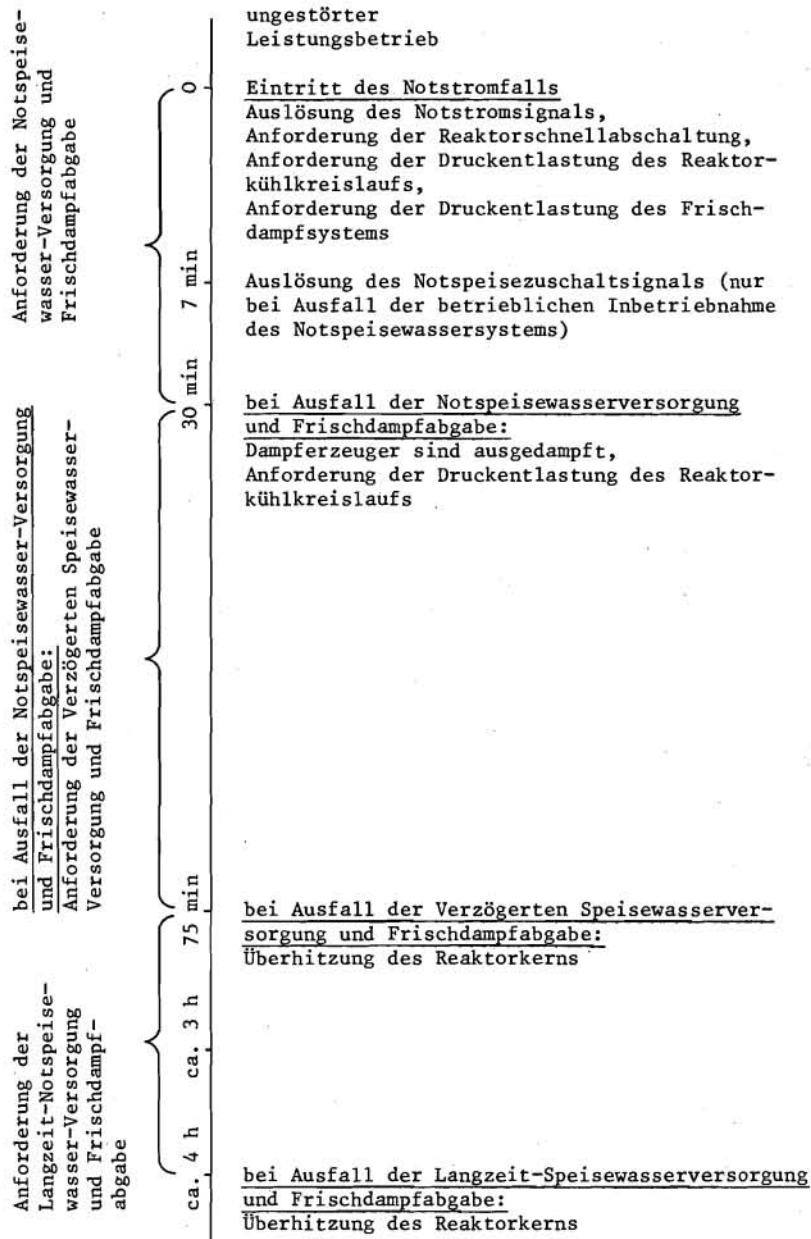 ungestörter
Leistungsbetrieb
Anforderung der Notspeise-
wasser-Versorgung und
Frischdampfabgabe
0
Eintritt des Notstromfalls
Auslösung des Notstromsignals,
Anforderung der Reaktorschnellabschaltung,
Anforderung der Druckentlastung des Reaktor-
kühlkreislaufs,
Anforderung der Druckentlastung des Frisch-
dampfsystems
7 min
Auslösung des Notspeisezuschaltsignals (nur
bei Ausfall der betrieblichen Inbetriebnahme
des Notspeisewassersystems)
30 min
bei Ausfall der Notspeisewasserversorgung
und Frischdampfabgabe:
Dampferzeuger sind ausgedampft,
Anforderung der Druckentlastung des Reaktor-
kühlkreislaufs
bei Ausfall der Notspeisewasser-Versorgung
und Frischdampfabgabe:
Anforderung der Verzögerten Speisewasser-
Versorgung und Frischdampfabgabe
75 min
bei Ausfall der Verzögerten Speisewasserver-
sorgung und Frischdampfabgabe:
Überhitzung des Reaktorkerns
Anforderung der
Langzeit-Notspeise-
wasser-Versorgung
und Frischdampf-
abgabe
ca. 3 h
ca. 4 h
bei Ausfall der Langzeit-Speisewasserversorgung
und Frischdampfabgabe:
Überhitzung des Reaktorkerns